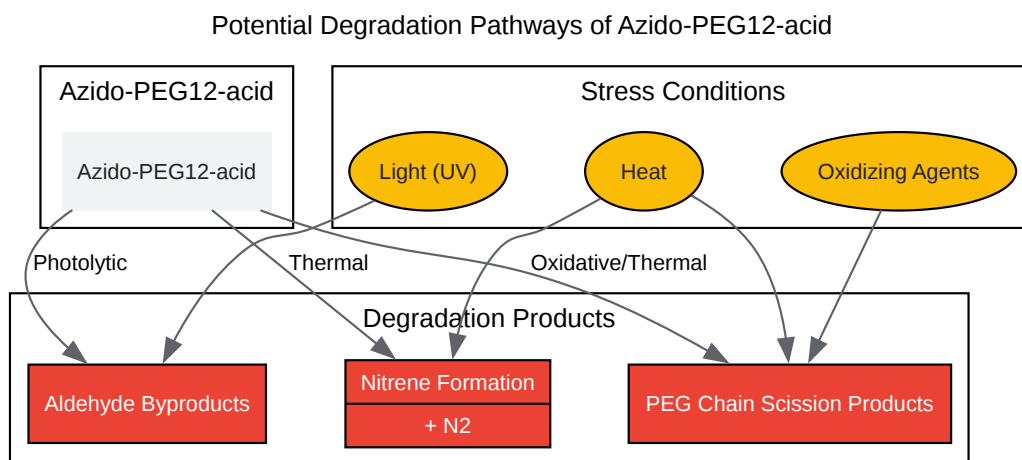 Potential Degradation Pathways of Azido-PEG12-acid
Azido-PEG12-acid
Stress Conditions
Azido-PEG12-acid
Light (UV)
Heat
Oxidizing Agents
Photolytic
Thermal
Oxidative/Thermal
Degradation Products
Aldehyde Byproducts
Nitrene Formation
+ N2
PEG Chain Scission Products